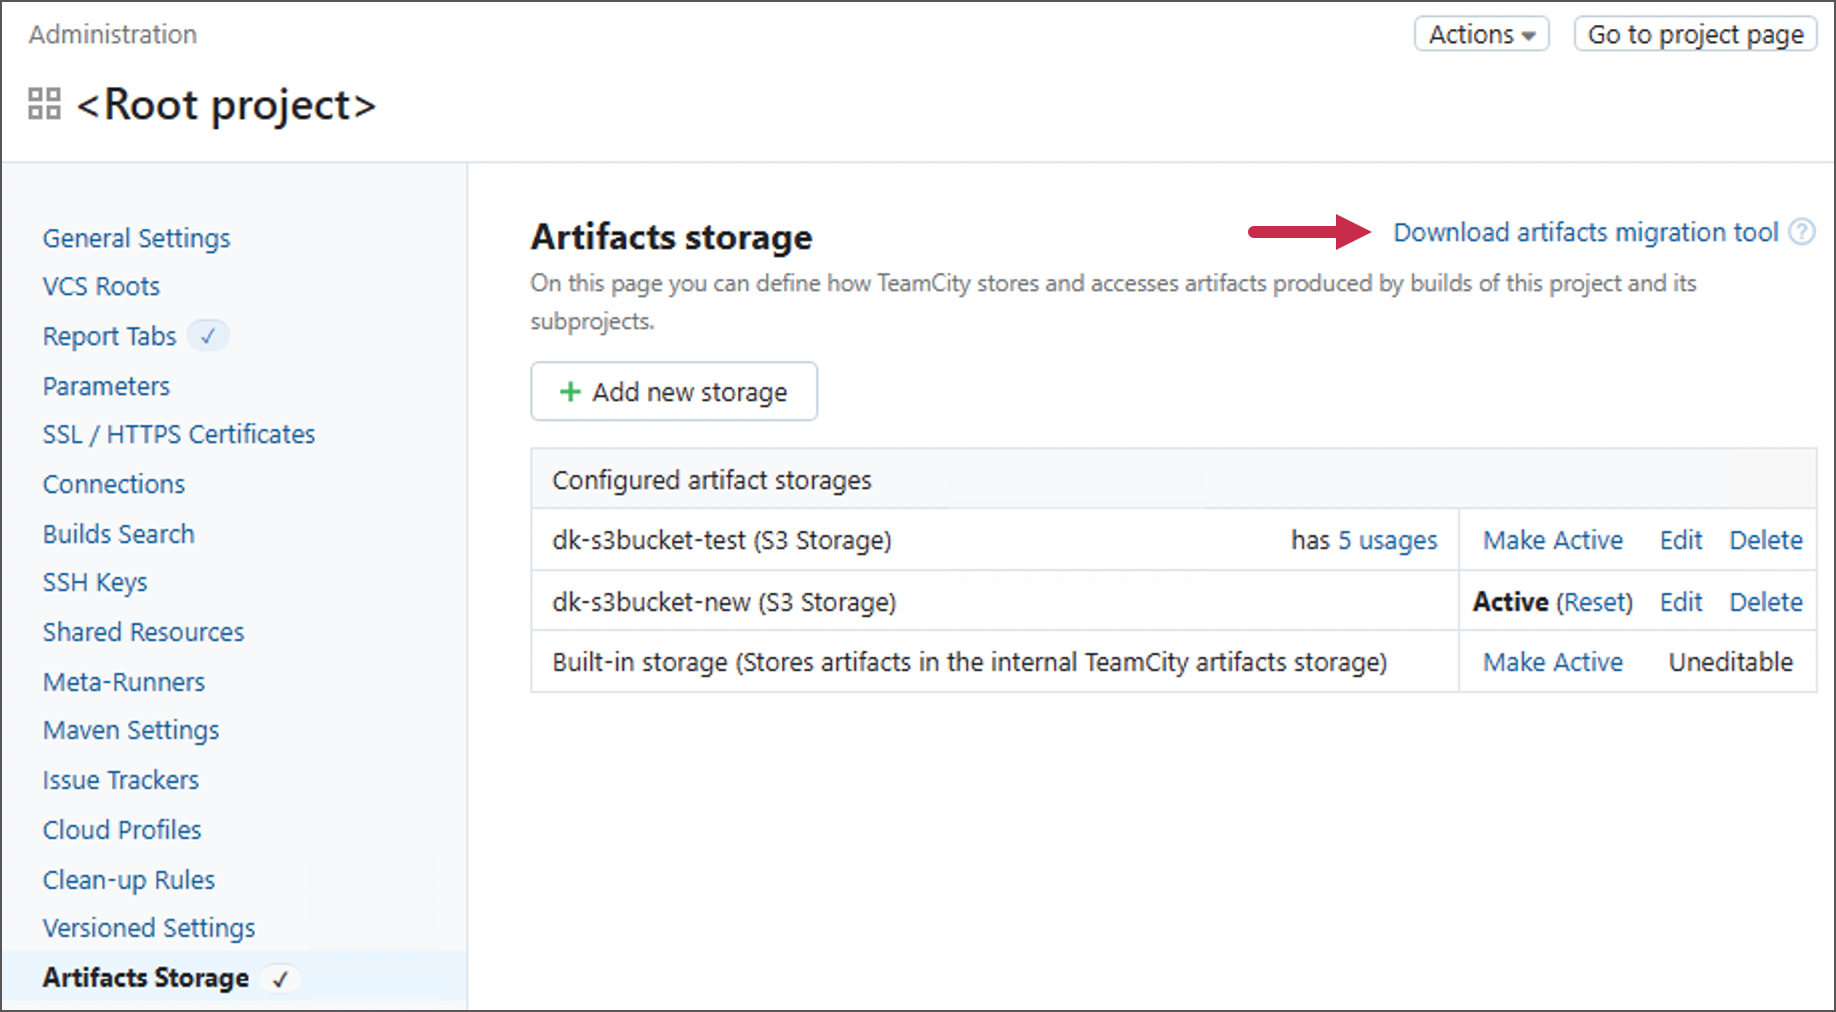 Administration
Actions
Go to project page
<Root project>
General Settings
VCS Roots
Report Tabs ✓
Parameters
SSL / HTTPS Certificates
Connections
Builds Search
SSH Keys
Shared Resources
Meta-Runners
Maven Settings
Issue Trackers
Cloud Profiles
Clean-up Rules
Versioned Settings
Artifacts Storage ✓
Artifacts storage
Download artifacts migration tool ?
On this page you can define how TeamCity stores and accesses artifacts produced by builds of this project and its
subprojects.
+ Add new storage
Configured artifact storages
dk-s3bucket-test (S3 Storage) has 5 usages Make Active Edit Delete
dk-s3bucket-new (S3 Storage) Active (Reset) Edit Delete
Built-in storage (Stores artifacts in the internal TeamCity artifacts storage) Make Active Uneditable